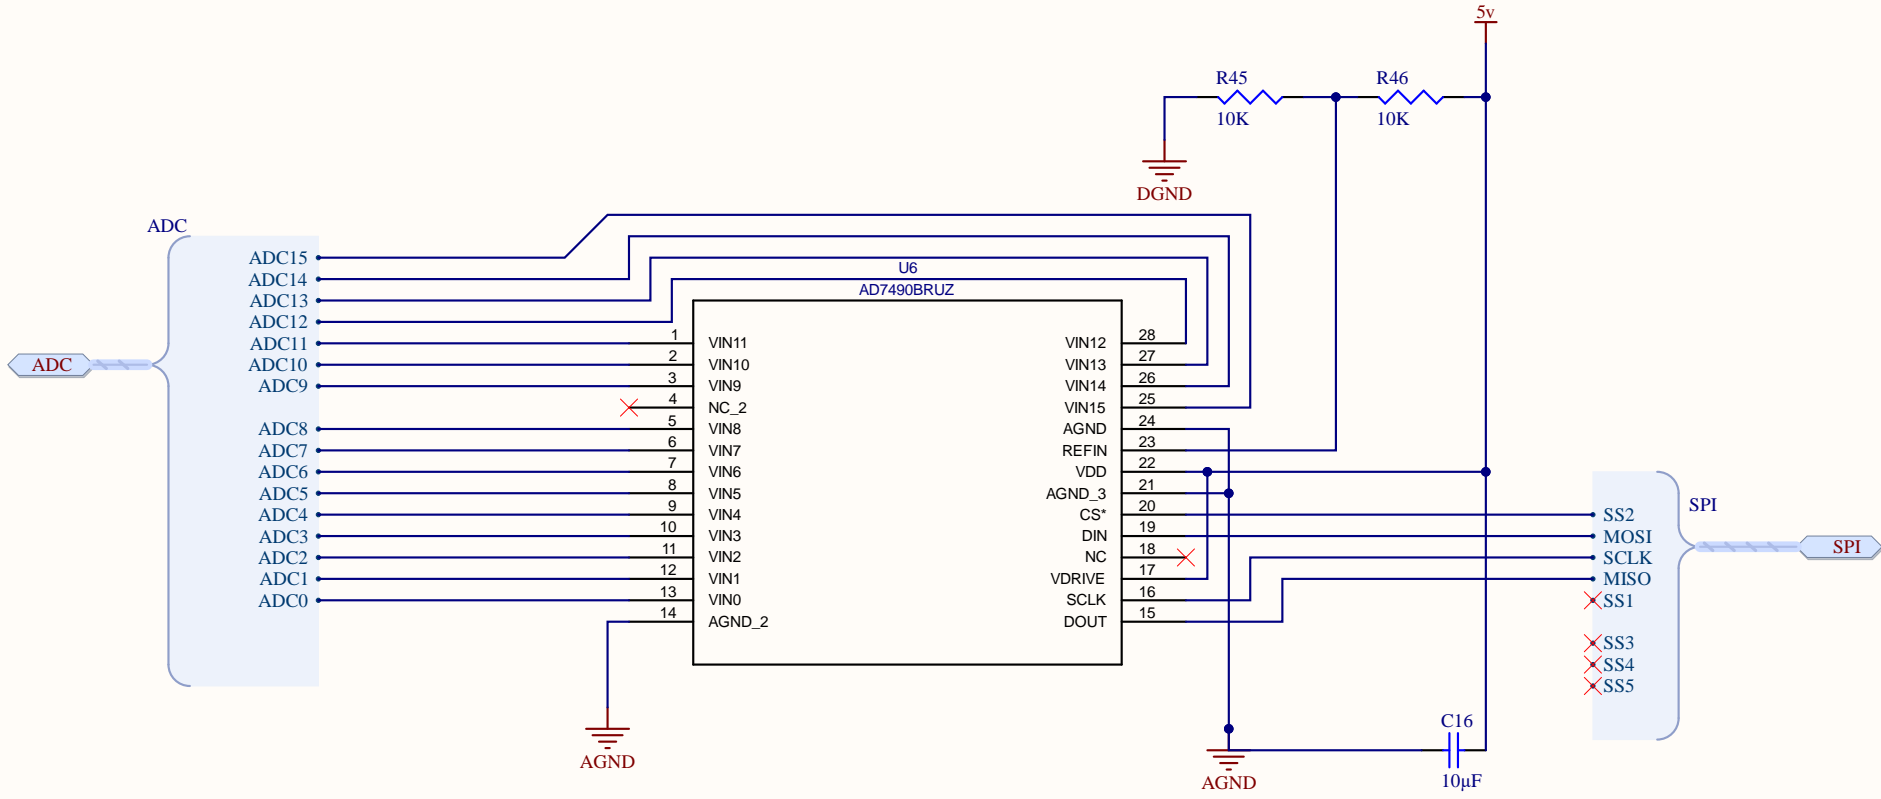 5v
R45
R46
10K
10K
DGND
ADC
ADC15
ADC14
ADC13
ADC12
ADC11
ADC10
ADC9
ADC8
ADC7
ADC6
ADC5
ADC4
ADC3
ADC2
ADC1
ADC0
ADC
U6
AD7490BRUZ
1 VIN11
2 VIN10
3 VIN9
4 NC_2
5 VIN8
6 VIN7
7 VIN6
8 VIN5
9 VIN4
10 VIN3
11 VIN2
12 VIN1
13 VIN0
14 AGND_2
VIN12 28
VIN13 27
VIN14 26
VIN15 25
AGND 24
REFIN 23
VDD 22
AGND_3 21
CS* 20
DIN 19
NC 18
VDRIVE 17
SCLK 16
DOUT 15
SPI
SS2
MOSI
SCLK
MISO
SS1
SS3
SS4
SS5
SPI
AGND
AGND
C16
10µF